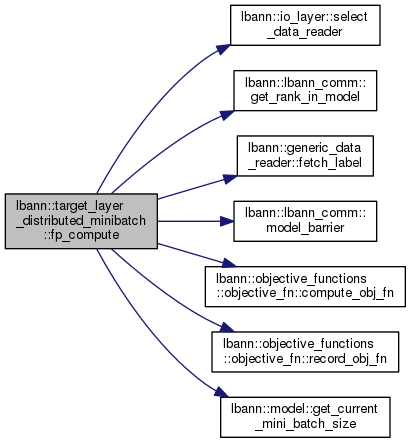 lbann::target_layer
_distributed_minibatch
::fp_compute
lbann::io_layer::select
_data_reader
lbann::lbann_comm::
get_rank_in_model
lbann::generic_data
_reader::fetch_label
lbann::lbann_comm::
model_barrier
lbann::objective_functions
::objective_fn::compute_obj_fn
lbann::objective_functions
::objective_fn::record_obj_fn
lbann::model::get_current
_mini_batch_size